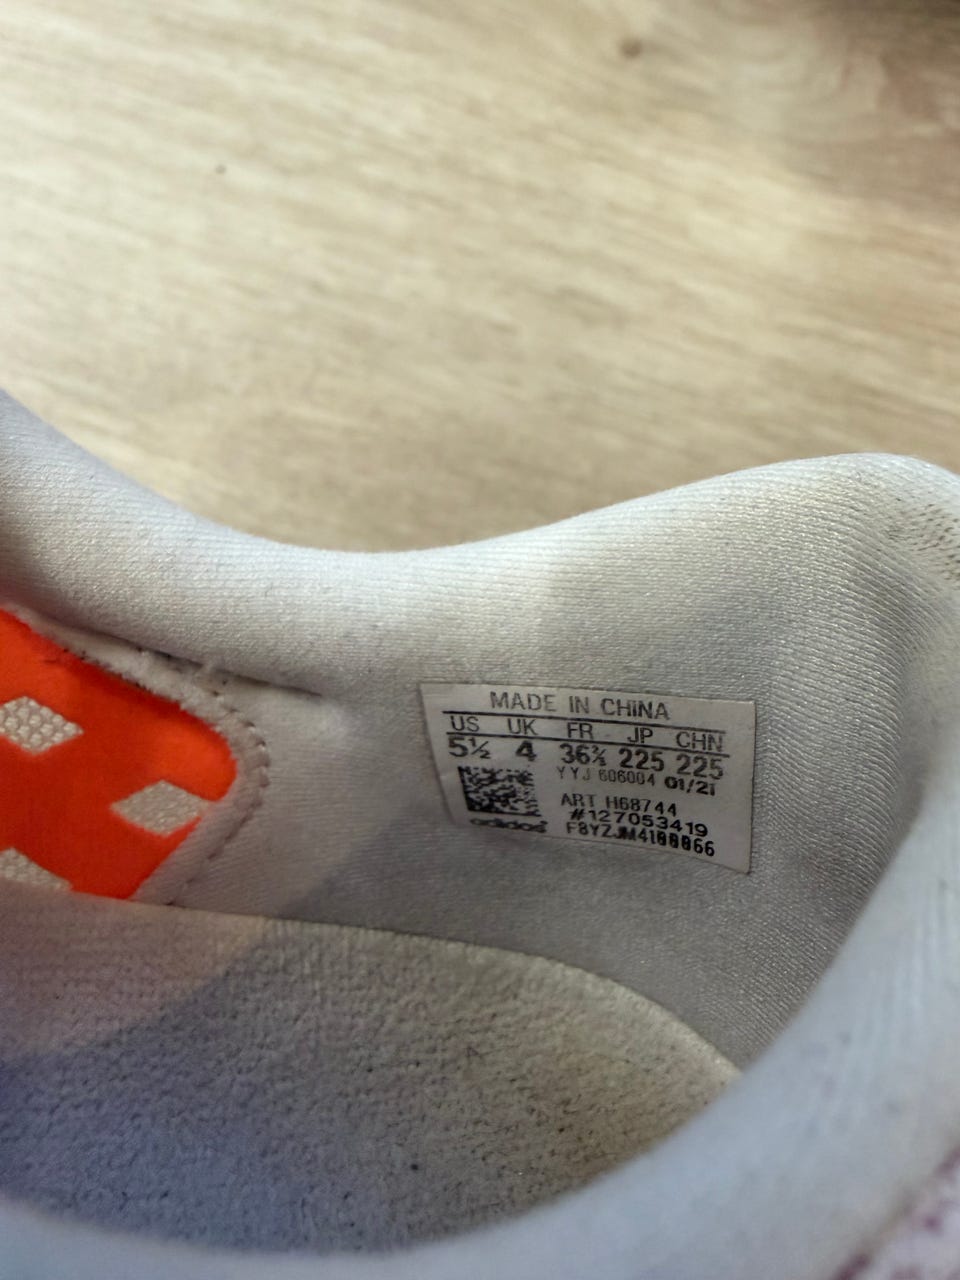 MADE IN CHINA
US UK FR JP CHN
5½ 4 36⅔ 225 225
YYJ 606004 01/21
ART H68744
#127053419
adidas F8YZJM4100066